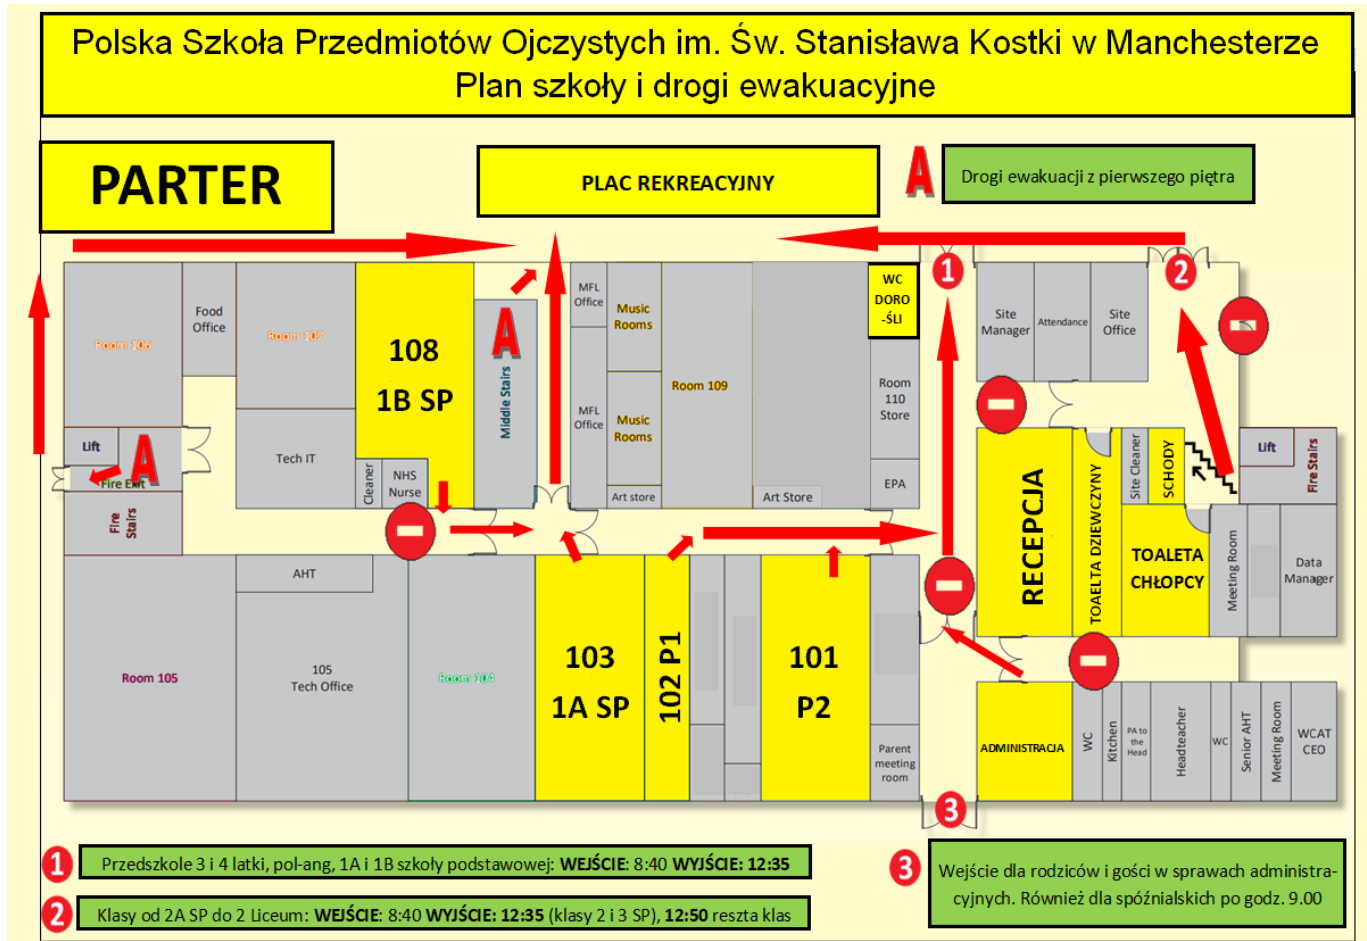 Polska Szkoła Przedmiotów Ojczystych im. Św. Stanisława Kostki w Manchesterze
Plan szkoły i drogi ewakuacyjne
PARTER
PLAC REKREACYJNY
A
Drogi ewakuacji z pierwszego piętra
1
2
Room 106
Food
Office
Room 107
108
1B SP
A
Middle Stairs
MFL
Office
Music
Rooms
MFL
Office
Music
Rooms
Art store
Room 109
Art Store
WC
DORO
-ŚLI
Room
110
Store
EPA
Site
Manager
Attendance
Site
Office
Lift
A
Fire Exit
Fire
Stairs
Tech IT
Cleaner
NHS
Nurse
RECEPCJA
TOAELTA DZIEWCZYNY
Site Cleaner
SCHODY
TOALETA
CHŁOPCY
Lift
Fire Stairs
Meeting Room
Data
Manager
Room 105
AHT
105
Tech Office
Room 104
103
1A SP
102 P1
101
P2
Parent
meeting
room
ADMINISTRACJA
WC
Kitchen
PA to
the
Head
Headteacher
WC
Senior AHT
Meeting Room
WCAT
CEO
3
1
Przedszkole 3 i 4 latki, pol-ang, 1A i 1B szkoły podstawowej: WEJŚCIE: 8:40 WYJŚCIE: 12:35
2
Klasy od 2A SP do 2 Liceum: WEJŚCIE: 8:40 WYJŚCIE: 12:35 (klasy 2 i 3 SP), 12:50 reszta klas
3
Wejście dla rodziców i gości w sprawach administra-
cyjnych. Również dla spóźnialskich po godz. 9.00